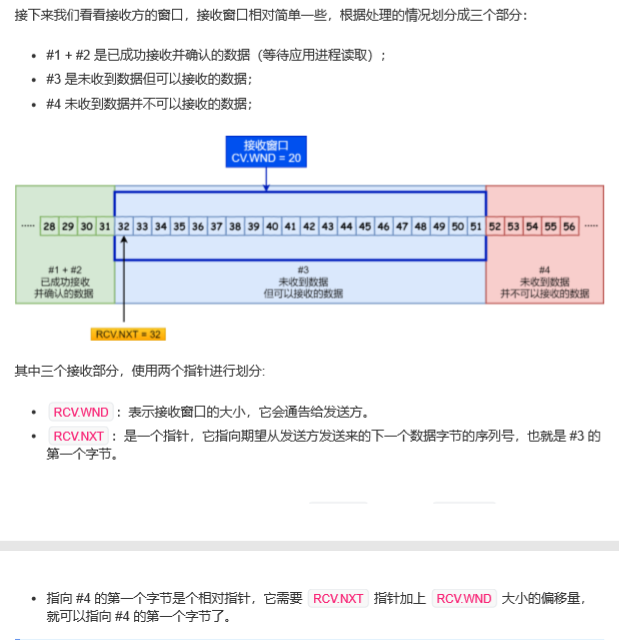 接下来我们看看接收方的窗口，接收窗口相对简单一些，根据处理的情况划分成三个部分：
• #1 + #2 是已成功接收并确认的数据（等待应用进程读取）；
• #3 是未收到数据但可以接收的数据；
• #4 未收到数据并不可以接收的数据；
接收窗口
CV.WND = 20
...... 28 29 30 31 32 33 34 35 36 37 38 39 40 41 42 43 44 45 46 47 48 49 50 51 52 53 54 55 56 ......
#1 + #2
已成功接收
并确认的数据
#3
未收到数据
但可以接收的数据
#4
未收到数据
并不可以接收的数据
RCV.NXT = 32
其中三个接收部分，使用两个指针进行划分:
• RCV.WND ：表示接收窗口的大小，它会通告给发送方。
• RCV.NXT ：是一个指针，它指向期望从发送方发送来的下一个数据字节的序列号，也就是 #3 的
第一个字节。
• 指向 #4 的第一个字节是个相对指针，它需要 RCV.NXT 指针加上 RCV.WND 大小的偏移量，
就可以指向 #4 的第一个字节了。